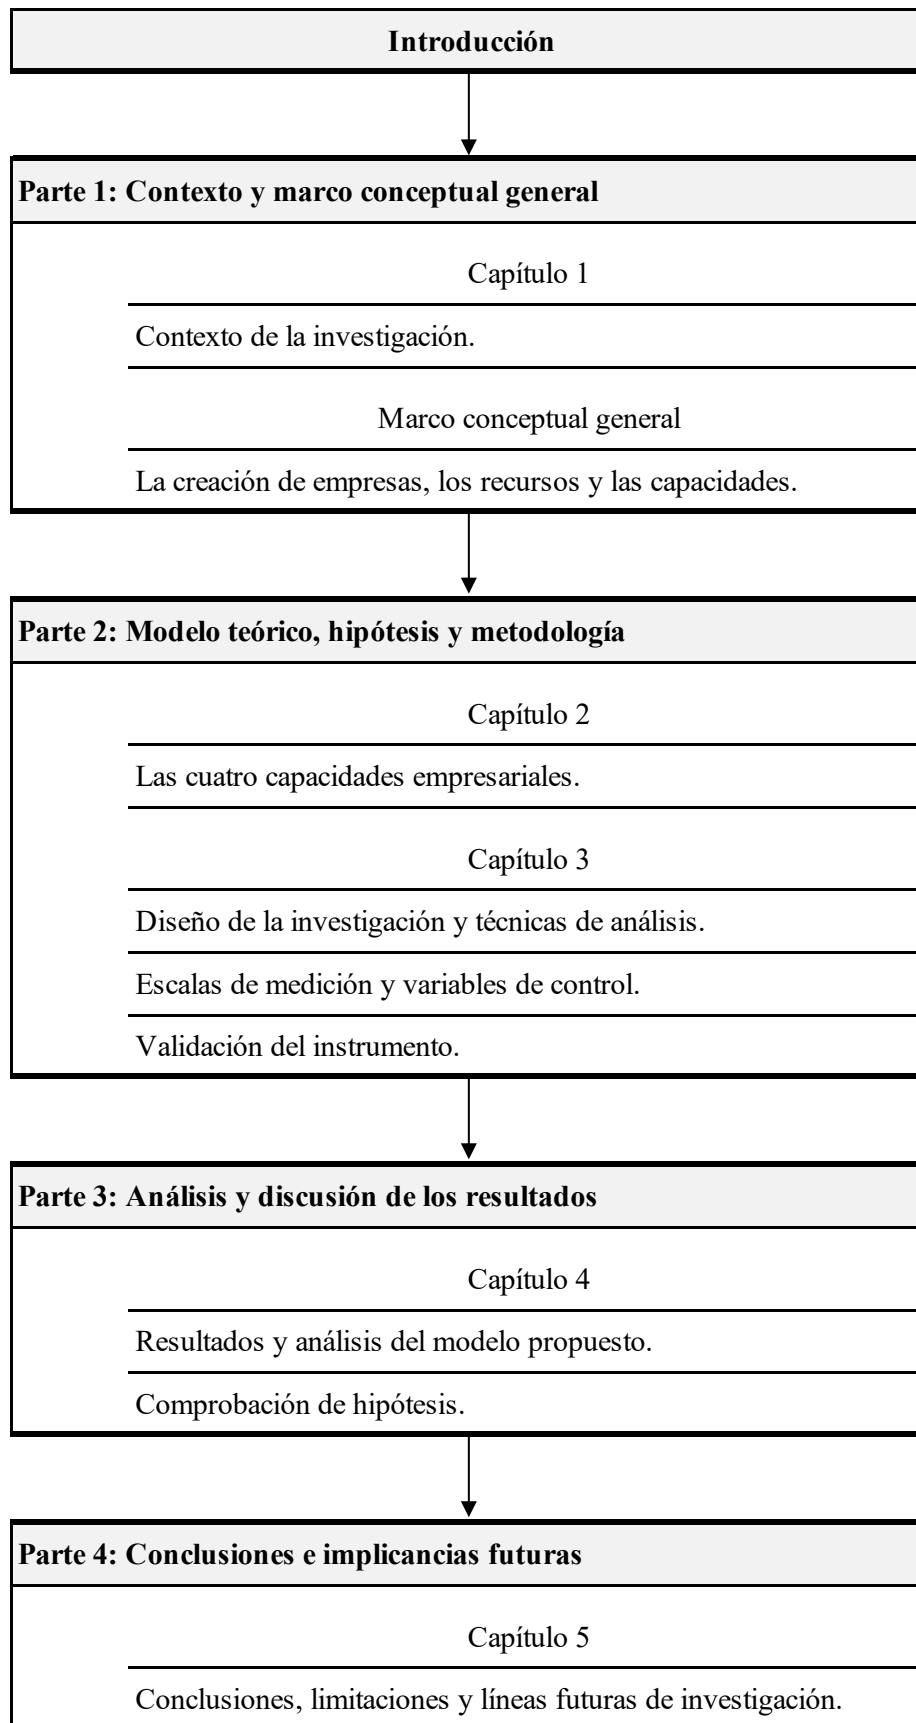 Introducción
Parte 1: Contexto y marco conceptual general
Capítulo 1
Contexto de la investigación.
Marco conceptual general
La creación de empresas, los recursos y las capacidades.
Parte 2: Modelo teórico, hipótesis y metodología
Capítulo 2
Las cuatro capacidades empresariales.
Capítulo 3
Diseño de la investigación y técnicas de análisis.
Escalas de medición y variables de control.
Validación del instrumento.
Parte 3: Análisis y discusión de los resultados
Capítulo 4
Resultados y análisis del modelo propuesto.
Comprobación de hipótesis.
Parte 4: Conclusiones e implicancias futuras
Capítulo 5
Conclusiones, limitaciones y líneas futuras de investigación.